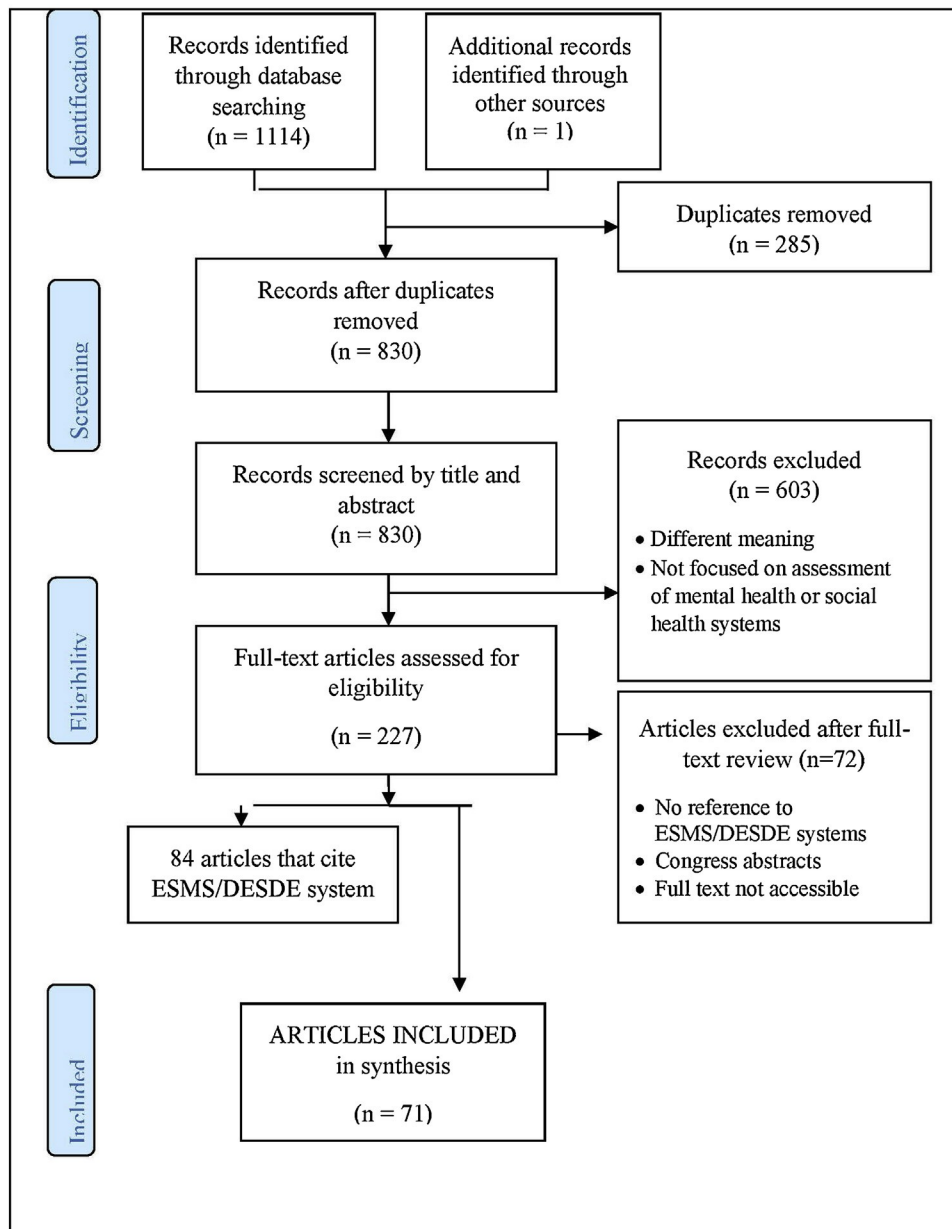 Identification
Records identified
through database
searching
(n = 1114)
Additional records
identified through
other sources
(n = 1)
Duplicates removed
(n = 285)
Screening
Records after duplicates
removed
(n = 830)
Records screened by title and
abstract
(n = 830)
Records excluded
(n = 603)
• Different meaning
• Not focused on assessment
of mental health or social
health systems
Eligibility
Full-text articles assessed for
eligibility
(n = 227)
Articles excluded after full-
text review (n=72)
• No reference to
ESMS/DESDE systems
• Congress abstracts
• Full text not accessible
84 articles that cite
ESMS/DESDE system
Included
ARTICLES INCLUDED
in synthesis
(n = 71)